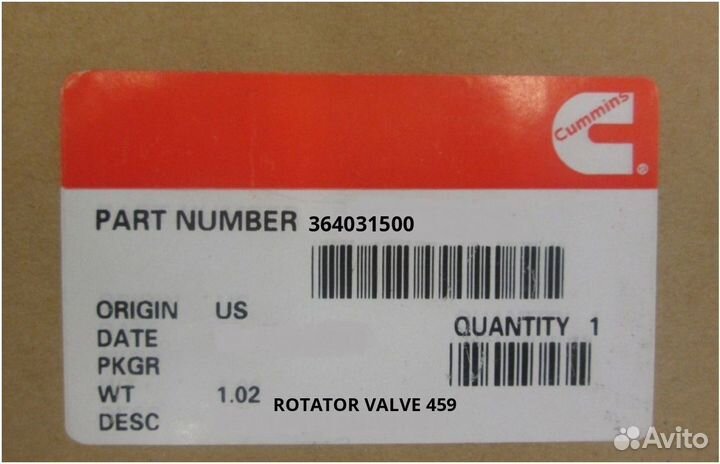 Cummins
®
PART NUMBER 364031500
ORIGIN US
DATE
QUANTITY 1
PKGR
WT 1.02
ROTATOR VALVE 459
DESC
Avito